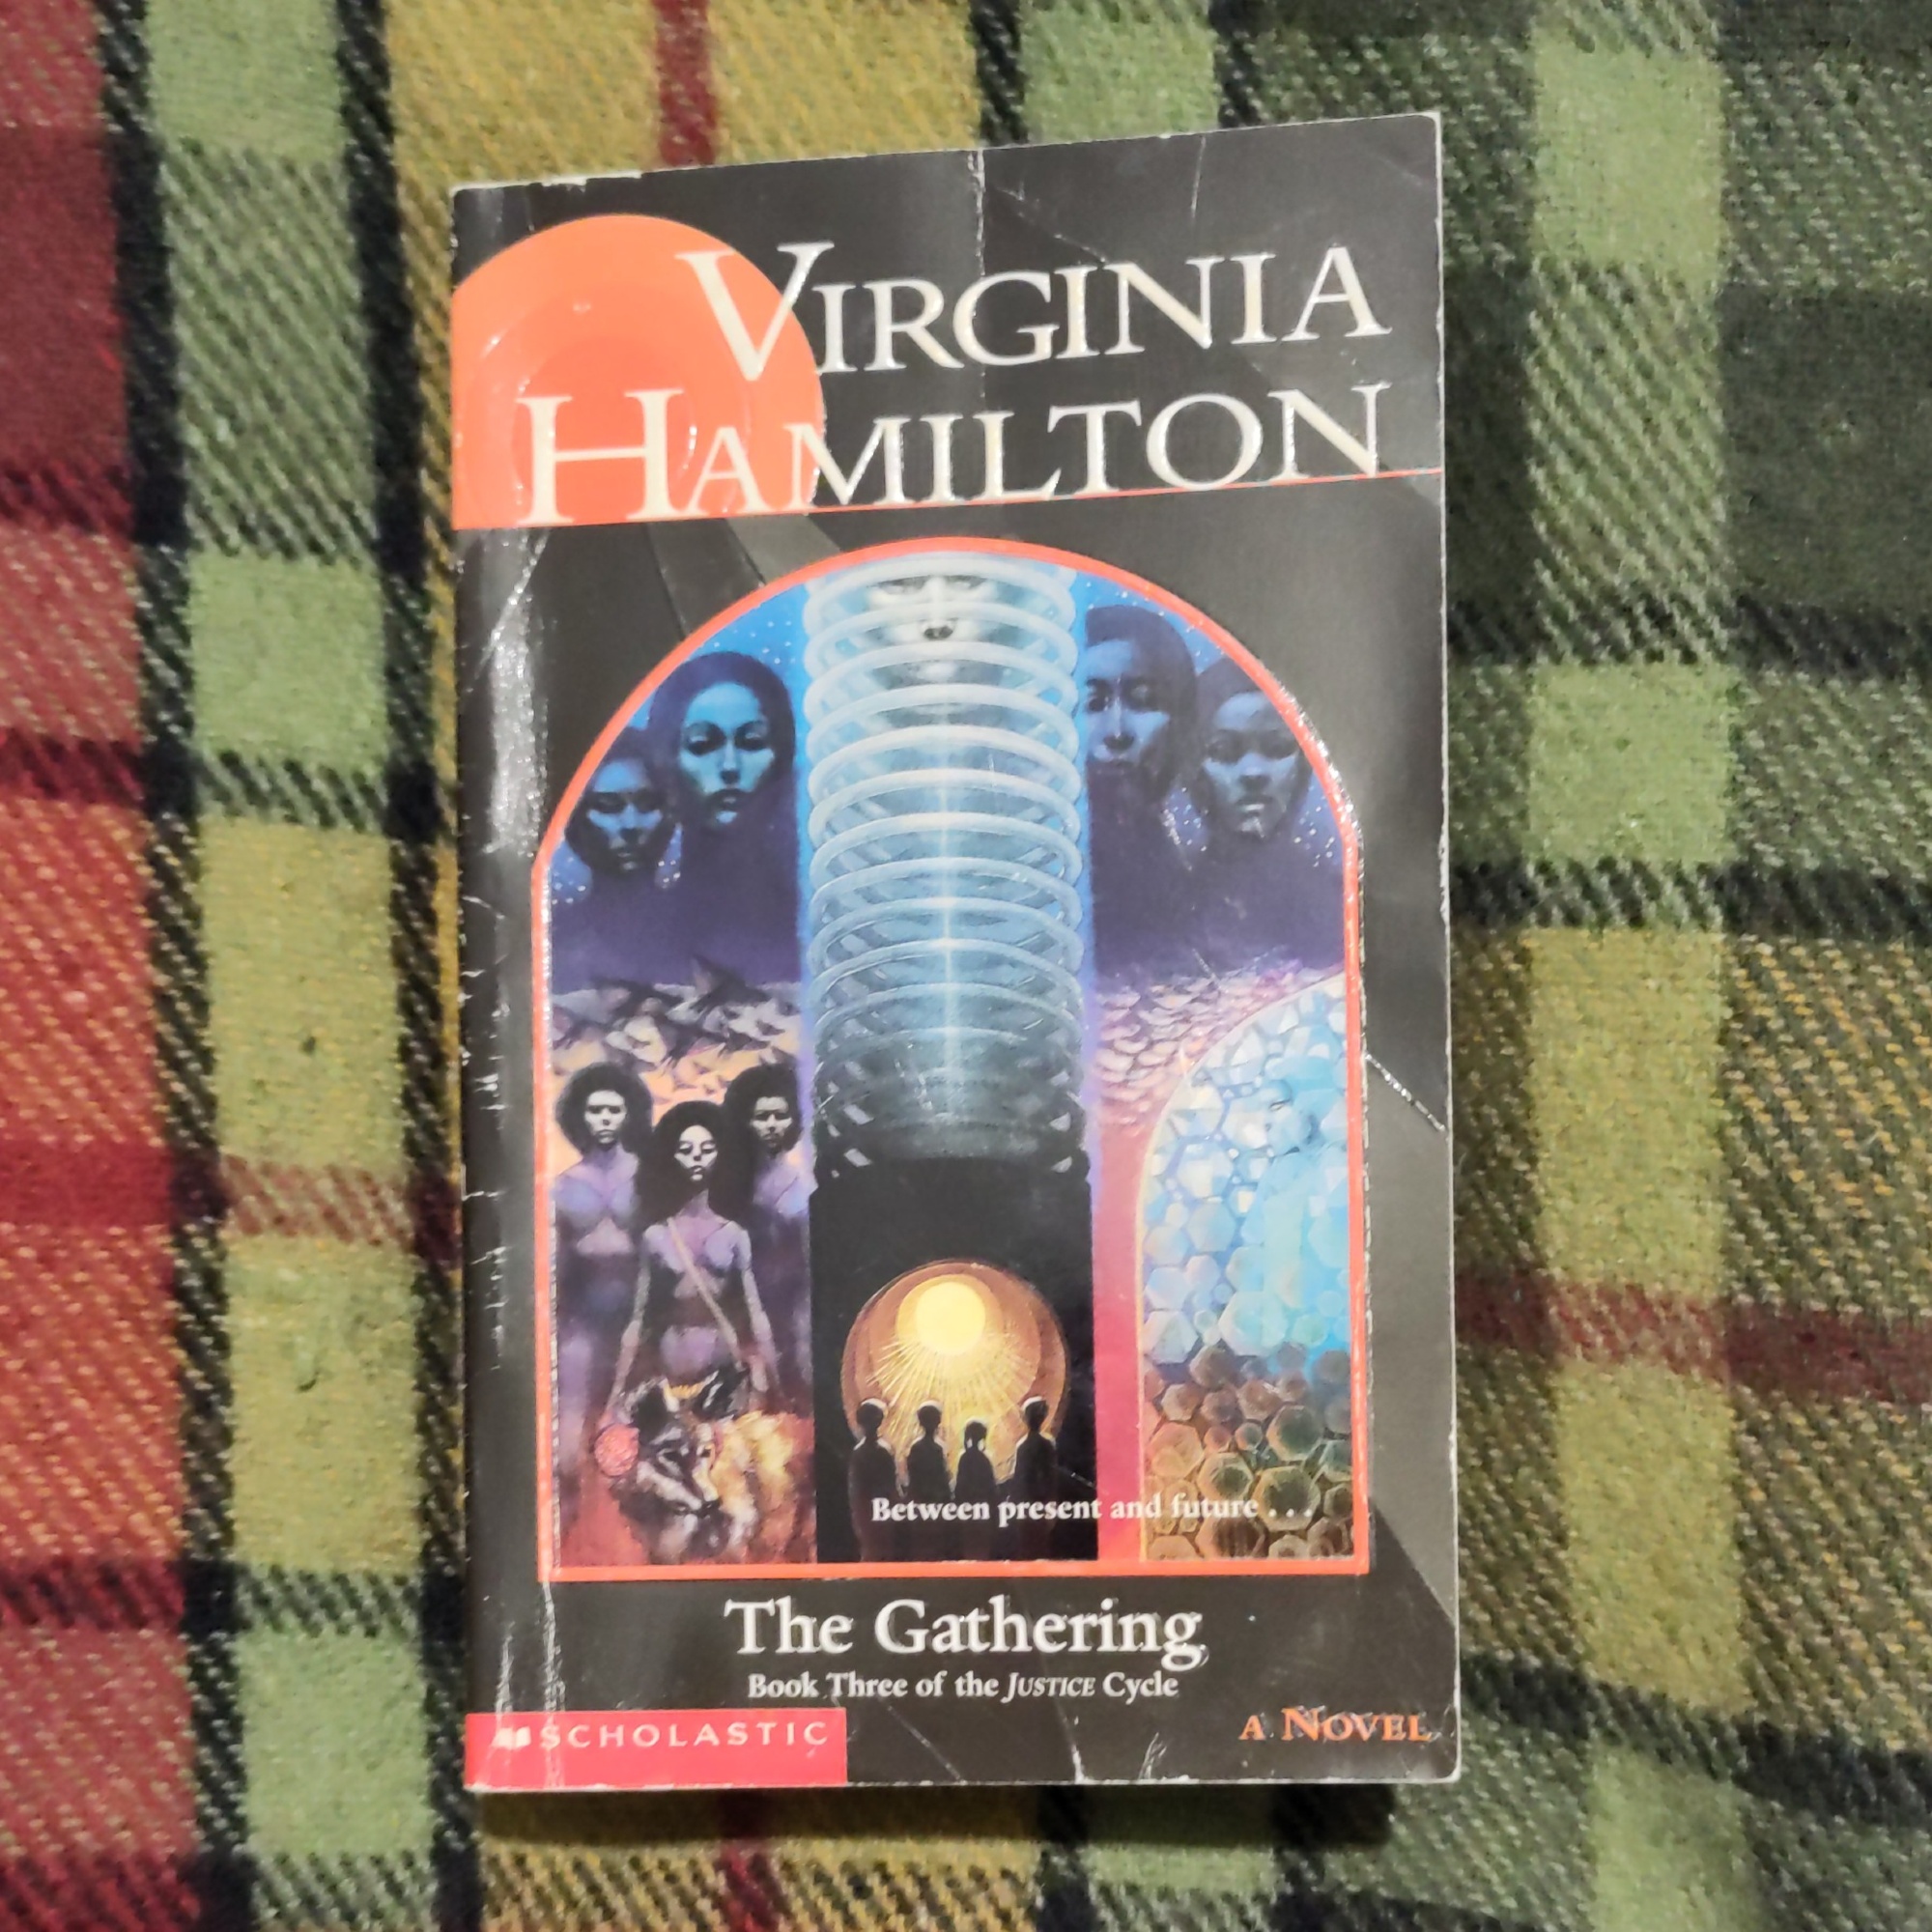 VIRGINIA
HAMILTON
Between present and future . . .
The Gathering
Book Three of the JUSTICE Cycle
SCHOLASTIC
A NOVEL